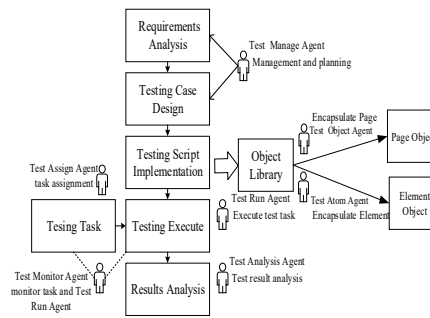 Requirements
Analysis
Test Manage Agent
Management and planning
Testing Case
Design
Encapsulate Page
Test Object Agent
Page Object
Testing Script
Implementation
Object
Library
Test Assign Agent
task assignment
Test Run Agent
Execute test task
Test Atom Agent
Encapsulate Element
Element
Object
Tesing Task
Testing Execute
Test Monitor Agent
monitor task and Test
Run Agent
Results Analysis
Test Analysis Agent
Test result analysis